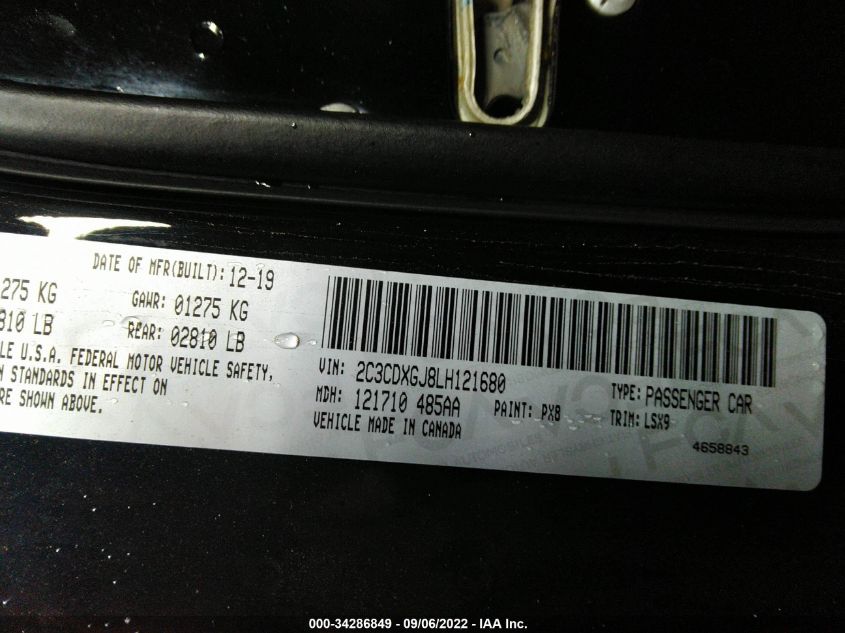 DATE OF MFR(BUILT): 12-19
275 KG GAWR: 01275 KG
810 LB REAR: 02810 LB
LE U.S.A. FEDERAL MOTOR VEHICLE SAFETY,
N STANDARDS IN EFFECT ON
RE SHOWN ABOVE.
VIN: 2C3CDXGJ8LH121680
MDH: 121710 485AA PAINT: PX8
VEHICLE MADE IN CANADA
TYPE: PASSENGER CAR
TRIM: LSX9
4658843
000-34286849 - 09/06/2022 - IAA Inc.